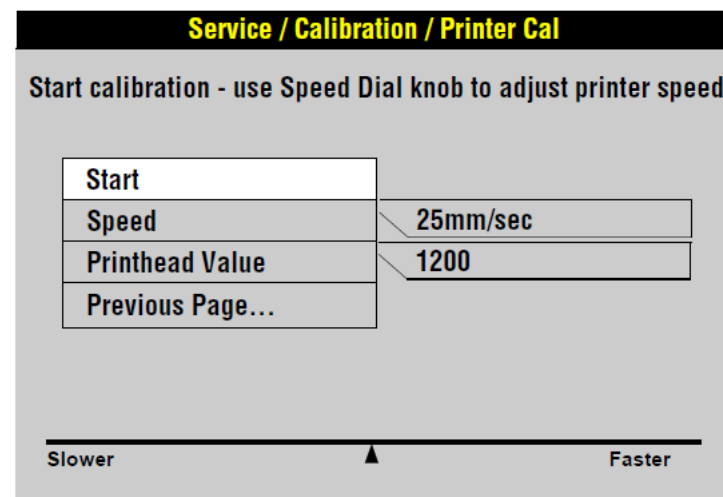 Service / Calibration / Printer Cal
Start calibration - use Speed Dial knob to adjust printer speed
Start
Speed 25mm/sec
Printhead Value 1200
Previous Page...
Slower Faster